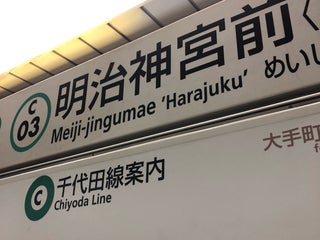 C
03
明治神宮前〈
めいし
Meiji-jingumae 'Harajuku'
C
千代田線案内
Chiyoda Line
大手町